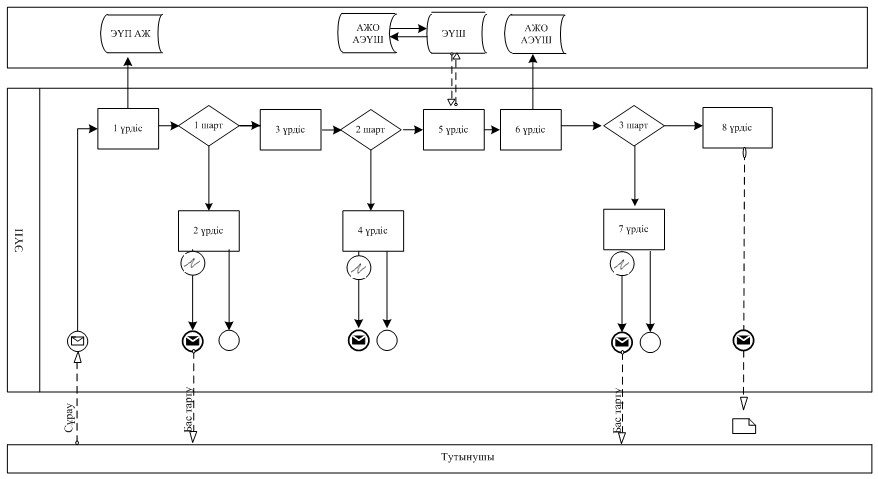 ЭҮП АЖ
АЖО
АЭҮШ
ЭҮШ
АЖО
АЭҮШ
1 үрдіс
1 шарт
3 үрдіс
2 шарт
5 үрдіс
6 үрдіс
3 шарт
8 үрдіс
2 үрдіс
4 үрдіс
7 үрдіс
ЭҮП
Сұрау
Бас тарту
Бас тарту
Тутынушы